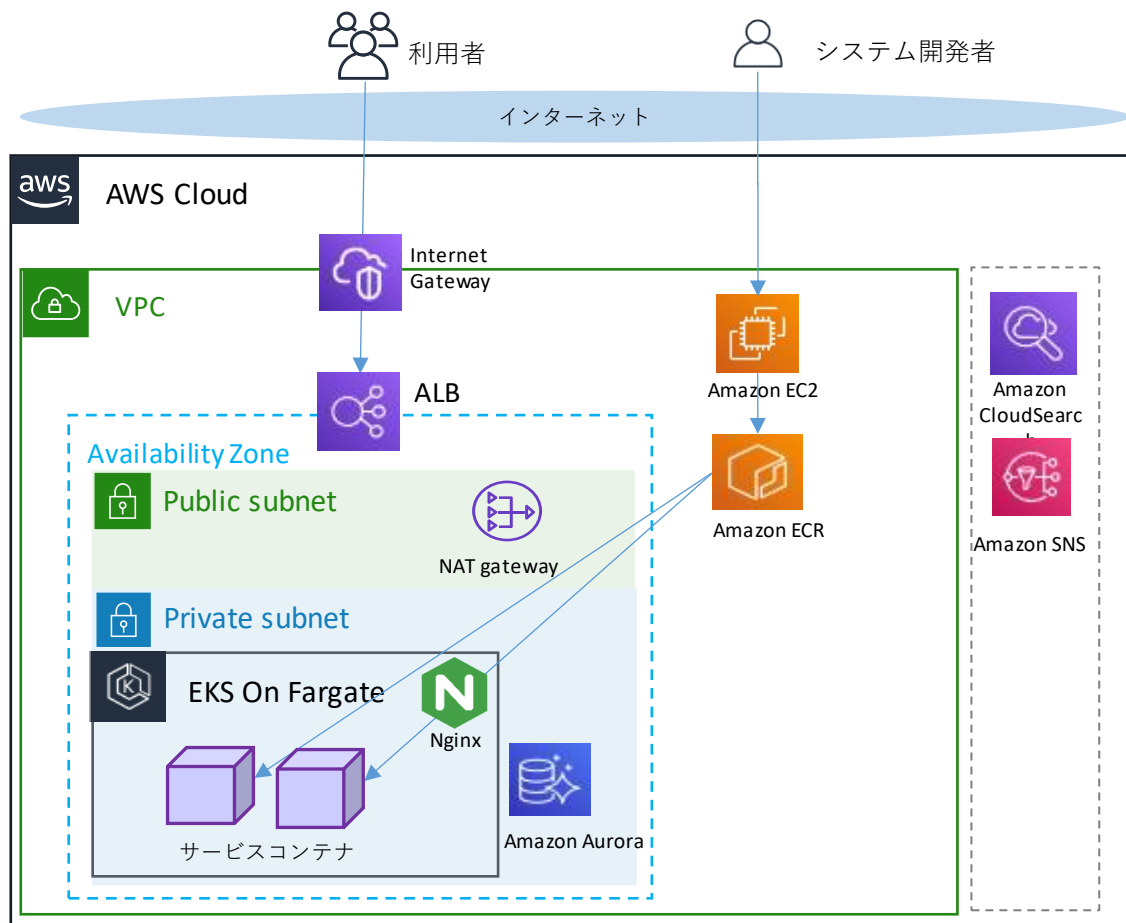 利用者
システム開発者
インターネット
aws
AWS Cloud
Internet
Gateway
VPC
ALB
Amazon EC2
Amazon
CloudSearc
h
Availability Zone
Public subnet
NAT gateway
Amazon ECR
Amazon SNS
Private subnet
EKS On Fargate
Nginx
サービスコンテナ
Amazon Aurora